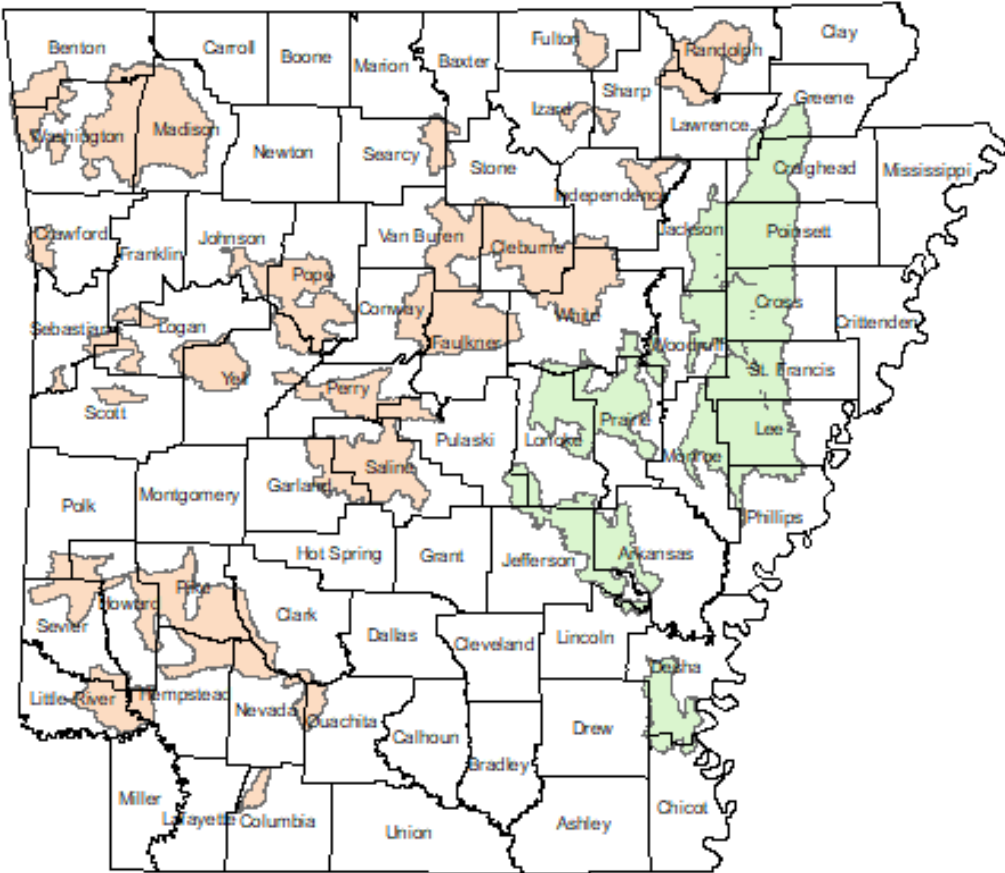 Benton
Carroll
Boone
Marion
Baxter
Fulton
Randolph
Clay
Sharp
Izard
Greene
Lawrence
Washington
Madison
Newton
Searcy
Stone
Independence
Craighead
Mississippi
Crawford
Franklin
Johnson
Pope
Van Buren
Cleburne
Jackson
Poinsett
Sebastian
Logan
Conway
Faulkner
White
Woodruff
Cross
Crittenden
St. Francis
Scott
Yell
Perry
Pulaski
Lonoke
Prairie
Monroe
Lee
Polk
Montgomery
Garland
Saline
Phillips
Hot Spring
Grant
Jefferson
Arkansas
Sevier
Howard
Pike
Clark
Dallas
Cleveland
Lincoln
Desha
Little River
Hempstead
Nevada
Ouachita
Calhoun
Bradley
Drew
Miller
Lafayette
Columbia
Union
Ashley
Chicot